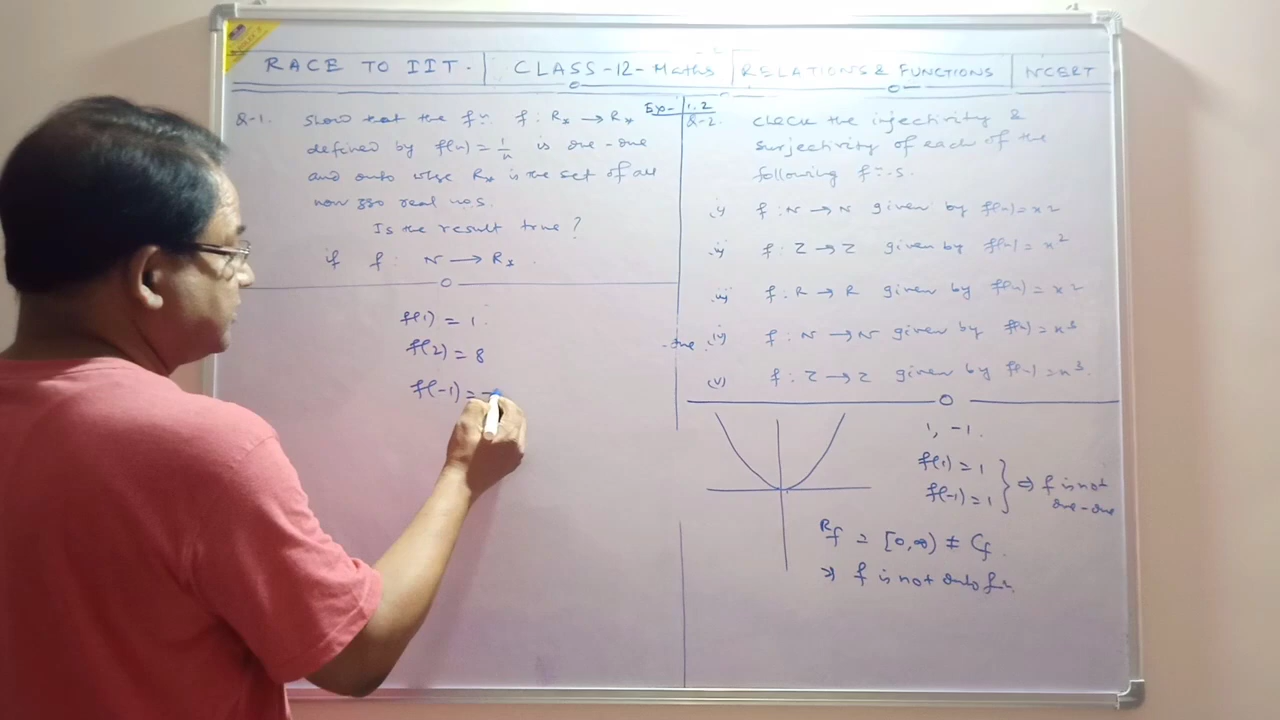 RACE TO IIT. CLASS-12-Maths RELATIONS & FUNCTIONS NCERT
Ex- 1.2
Q-1. Show that the fn f: R* → R*
defined by f(x) = 1/x is one-one
and onto where R* is the set of all
non zero real no.s.
Is the result true?
if f: N → R*.
f(1) = 1.
f(2) = 8
f(-1) = -
Q-2. Check the injectivity &
surjectivity of each of the
following fn.s.
(i) f: N → N given by f(x) = x2
(ii) f: Z → Z given by f(x) = x2
(iii) f: R → R given by f(x) = x2
-one (iv) f: N → N given by f(x) = x3
(v) f: Z → Z given by f(x) = x3.
1, -1.
f(1) = 1
f(-1) = 1 } ⇒ f is not
one-one
Rf = [0,∞) ≠ Cf.
⇒ f is not onto fn.